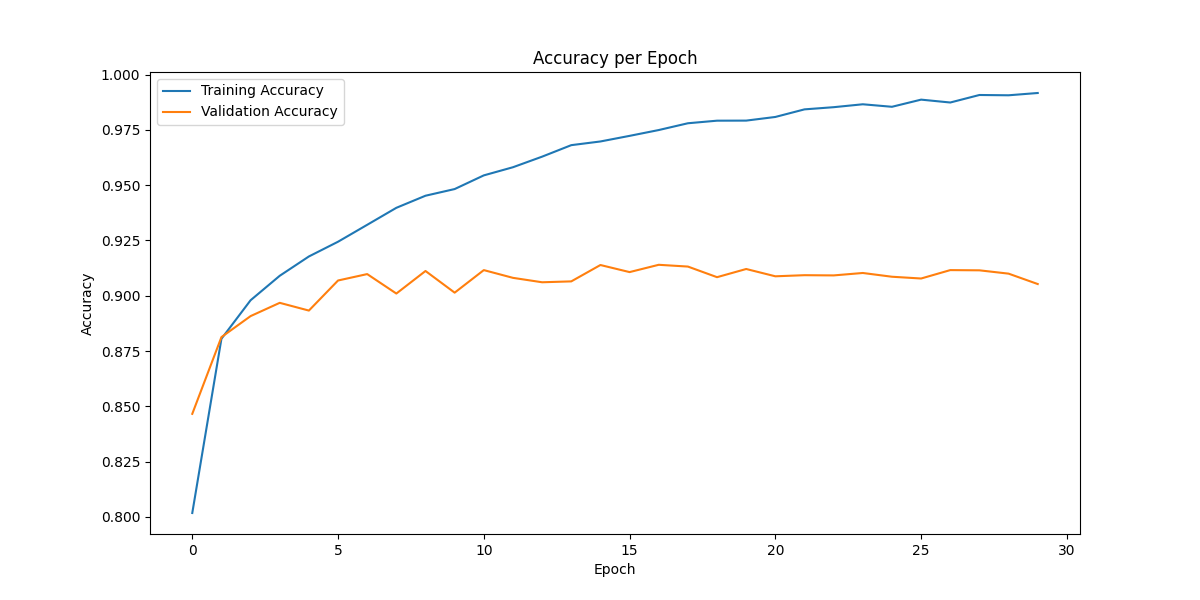 Accuracy per Epoch
Training Accuracy
Validation Accuracy
Accuracy
1.000
0.975
0.950
0.925
0.900
0.875
0.850
0.825
0.800
0 5 10 15 20 25 30
Epoch